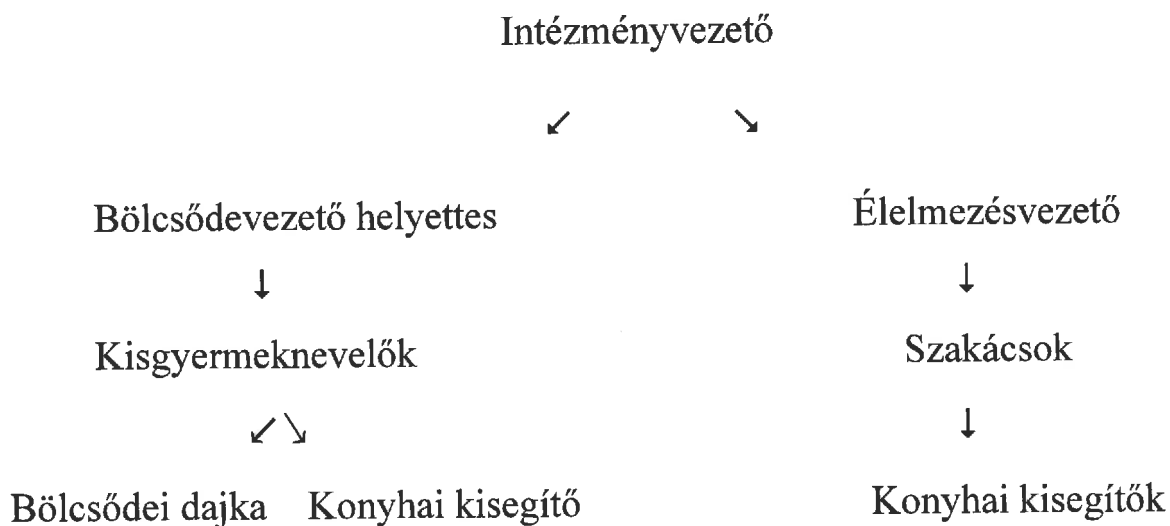 Intézményvezető
↙ ↘
Bölcsődevezető helyettes Élelmezésvezető
↓ ↓
Kisgyermeknevelők Szakácsok
↙ ↘ ↓
Bölcsődei dajka Konyhai kisegítő Konyhai kisegítők